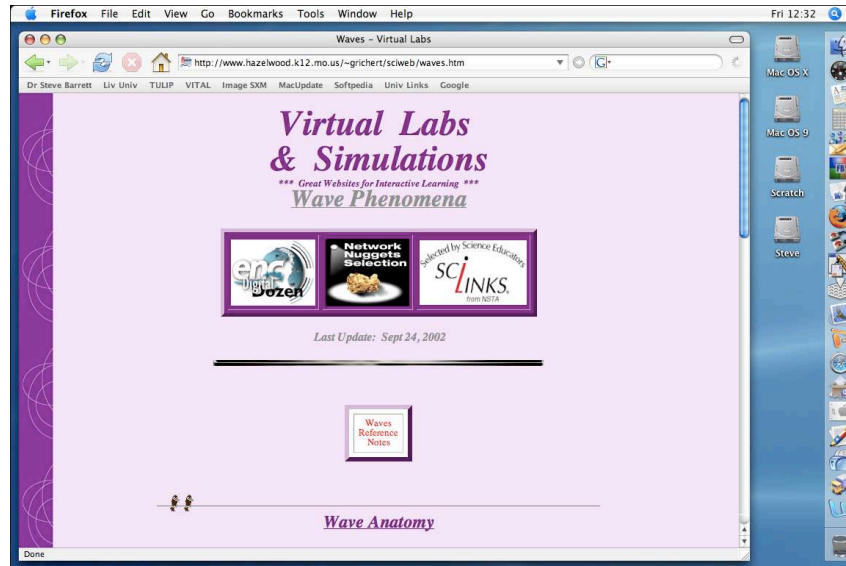 Firefox File Edit View Go Bookmarks Tools Window Help Fri 12:32
Waves – Virtual Labs
http://www.hazelwood.k12.mo.us/~grichert/sciweb/waves.htm
Dr Steve Barrett Liv Univ TULIP VITAL Image SXM MacUpdate Softpedia Univ Links Google
Mac OS X
Mac OS 9
Scratch
Steve
Virtual Labs
& Simulations
*** Great Websites for Interactive Learning ***
Wave Phenomena
enc
Digital
Dozen
Network
Nuggets
Selection
Selected by Science Educators
SCLINKS.
from NSTA
Last Update: Sept 24, 2002
Waves
Reference
Notes
Wave Anatomy
Done